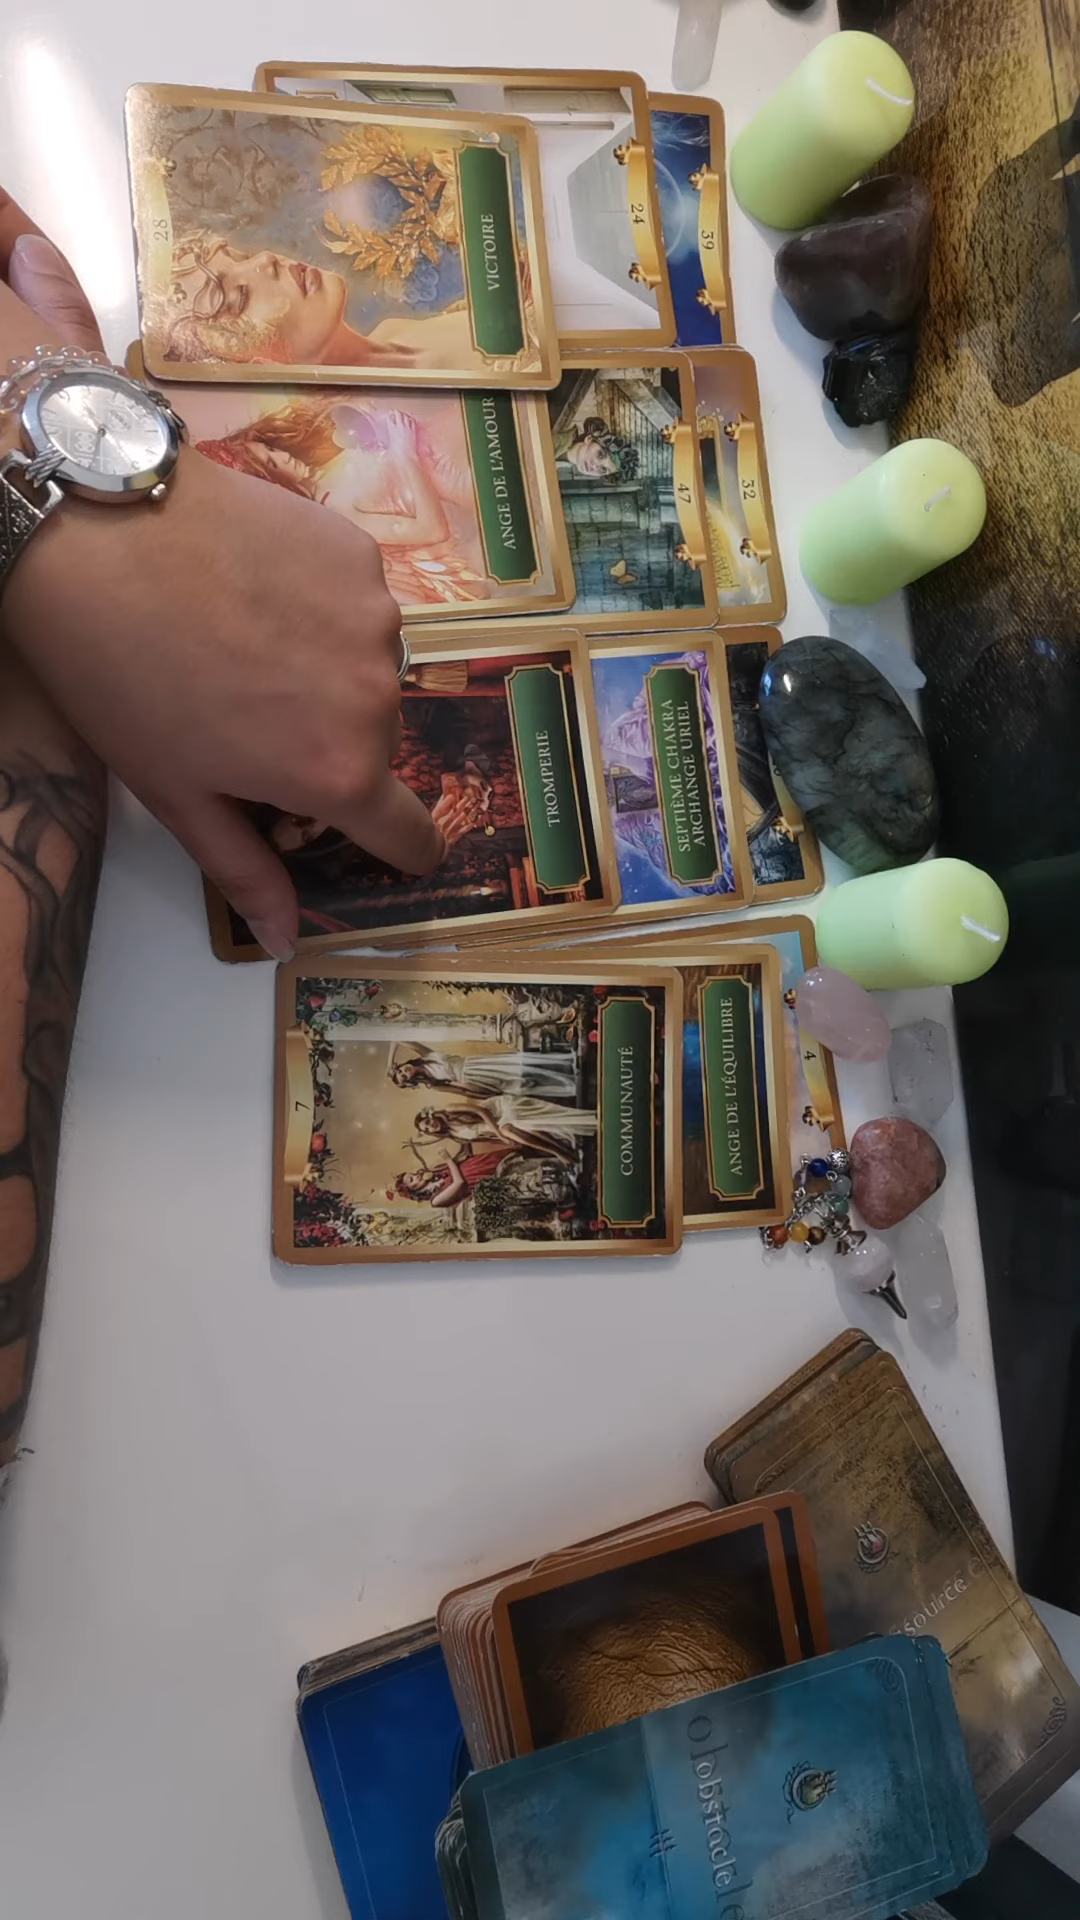 28
VICTOIRE
24
39
ANGE DE L'AMOUR
47
32
TROMPERIE
SEPTIÈME CHAKRA
ARCHANGE URIEL
7
COMMUNAUTÉ
ANGE DE L'ÉQUILIBRE
4